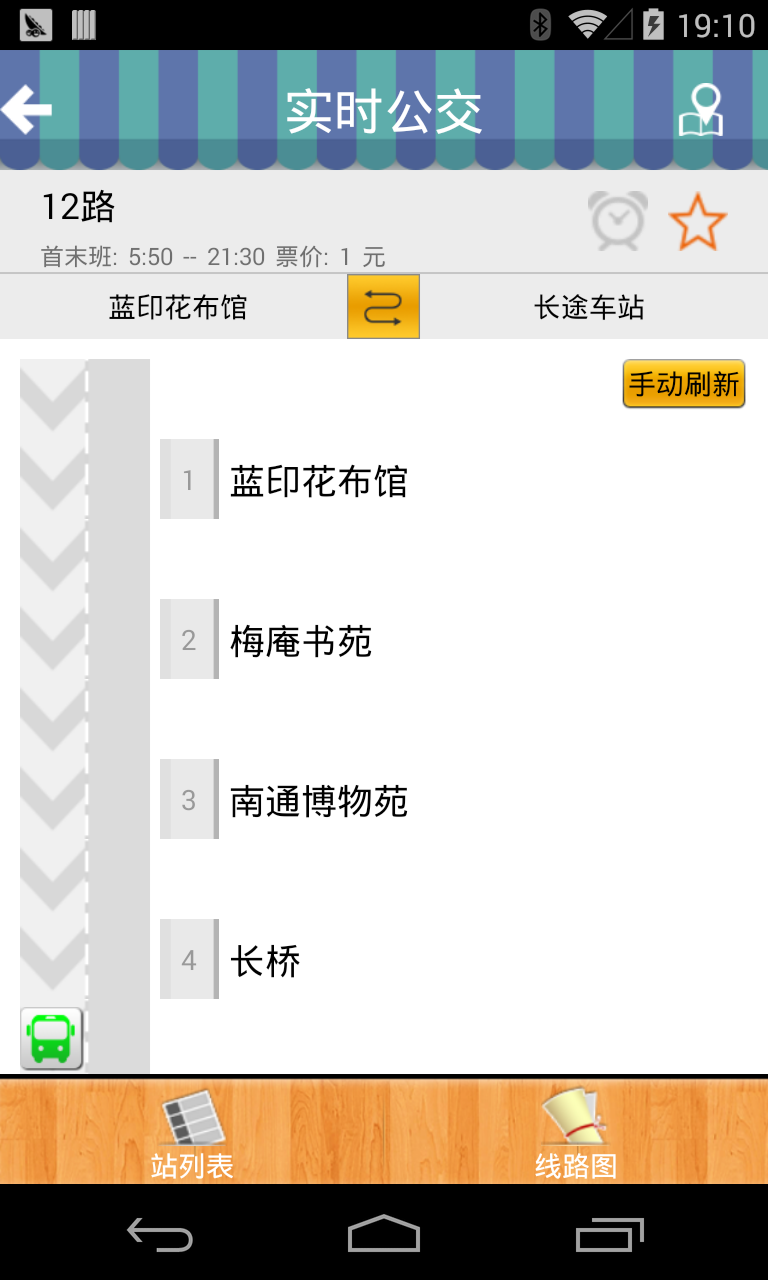 19:10
实时公交
12路
首末班: 5:50 -- 21:30 票价: 1 元
蓝印花布馆 长途车站
手动刷新
1 蓝印花布馆
2 梅庵书苑
3 南通博物苑
4 长桥
站列表 线路图